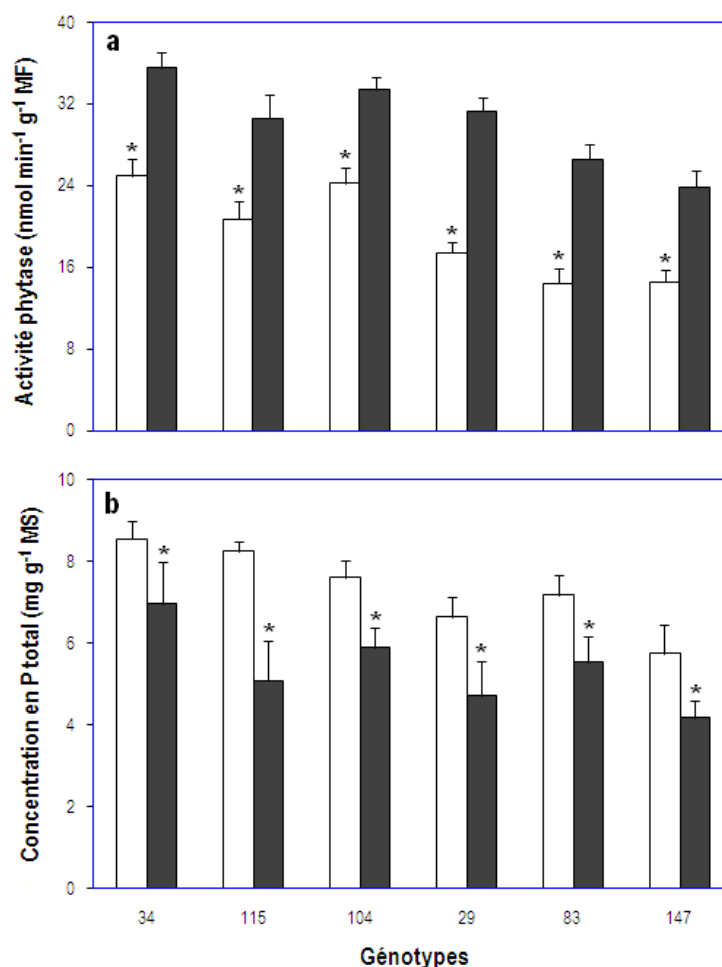 40
32
24
16
8
0
a
Activité phytase (nmol min⁻¹ g⁻¹ MF)
* * * * * *
10
8
6
4
2
0
b
Concentration en P total (mg g⁻¹ MS)
* * * * * *
34 115 104 29 83 147
Génotypes